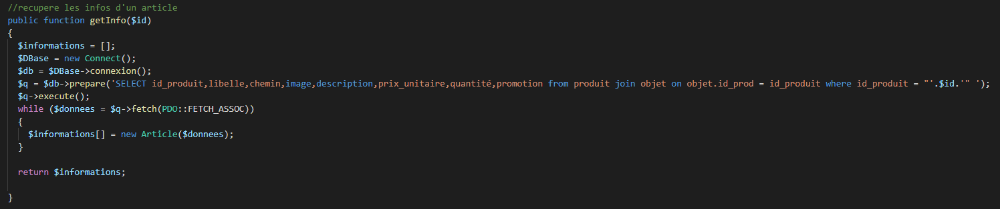 //recupere les infos d'un article
public function getInfo($id)
{
$informations = [];
$DBase = new Connect();
$db = $DBase->connexion();
$q = $db->prepare('SELECT id_produit,libelle,chemin,image,description,prix_unitaire,quantité,promotion from produit join objet on objet.id_prod = id_produit where id_produit = "'.$id.'" ');
$q->execute();
while ($donnees = $q->fetch(PDO::FETCH_ASSOC))
{
$informations[] = new Article($donnees);
}
return $informations;
}